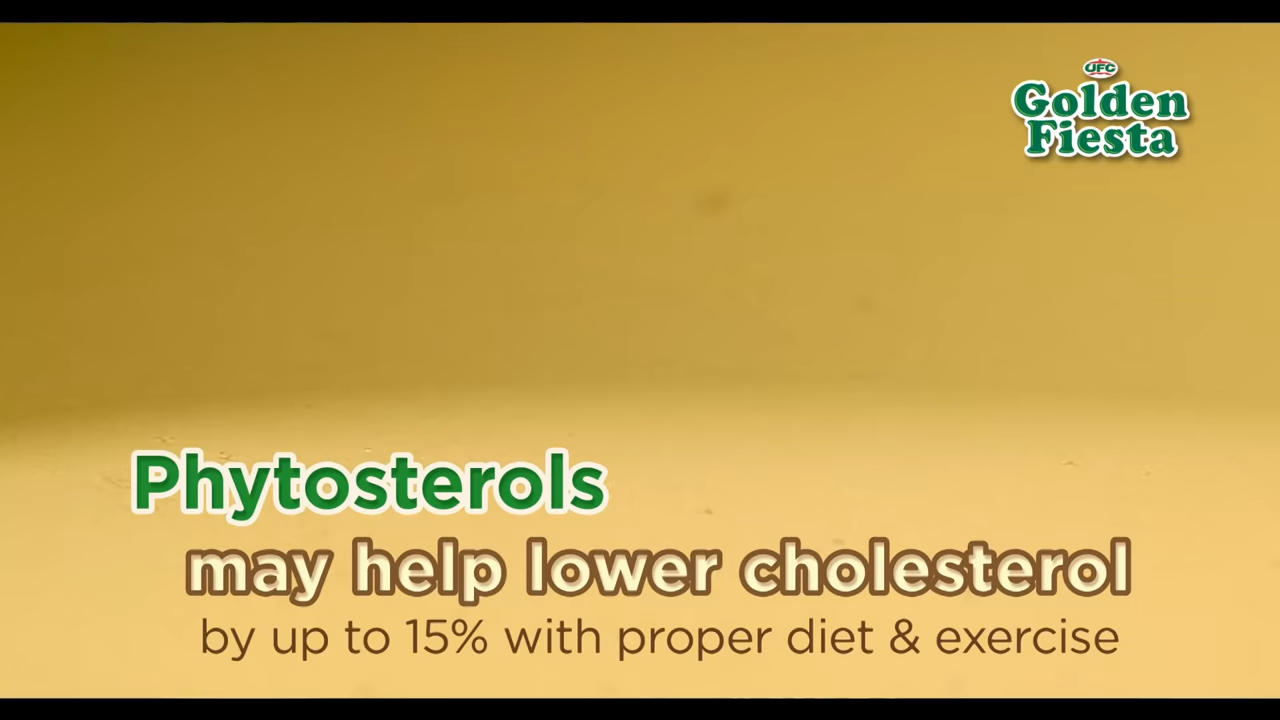 UFC
Golden
Fiesta
Phytosterols
may help lower cholesterol
by up to 15% with proper diet & exercise